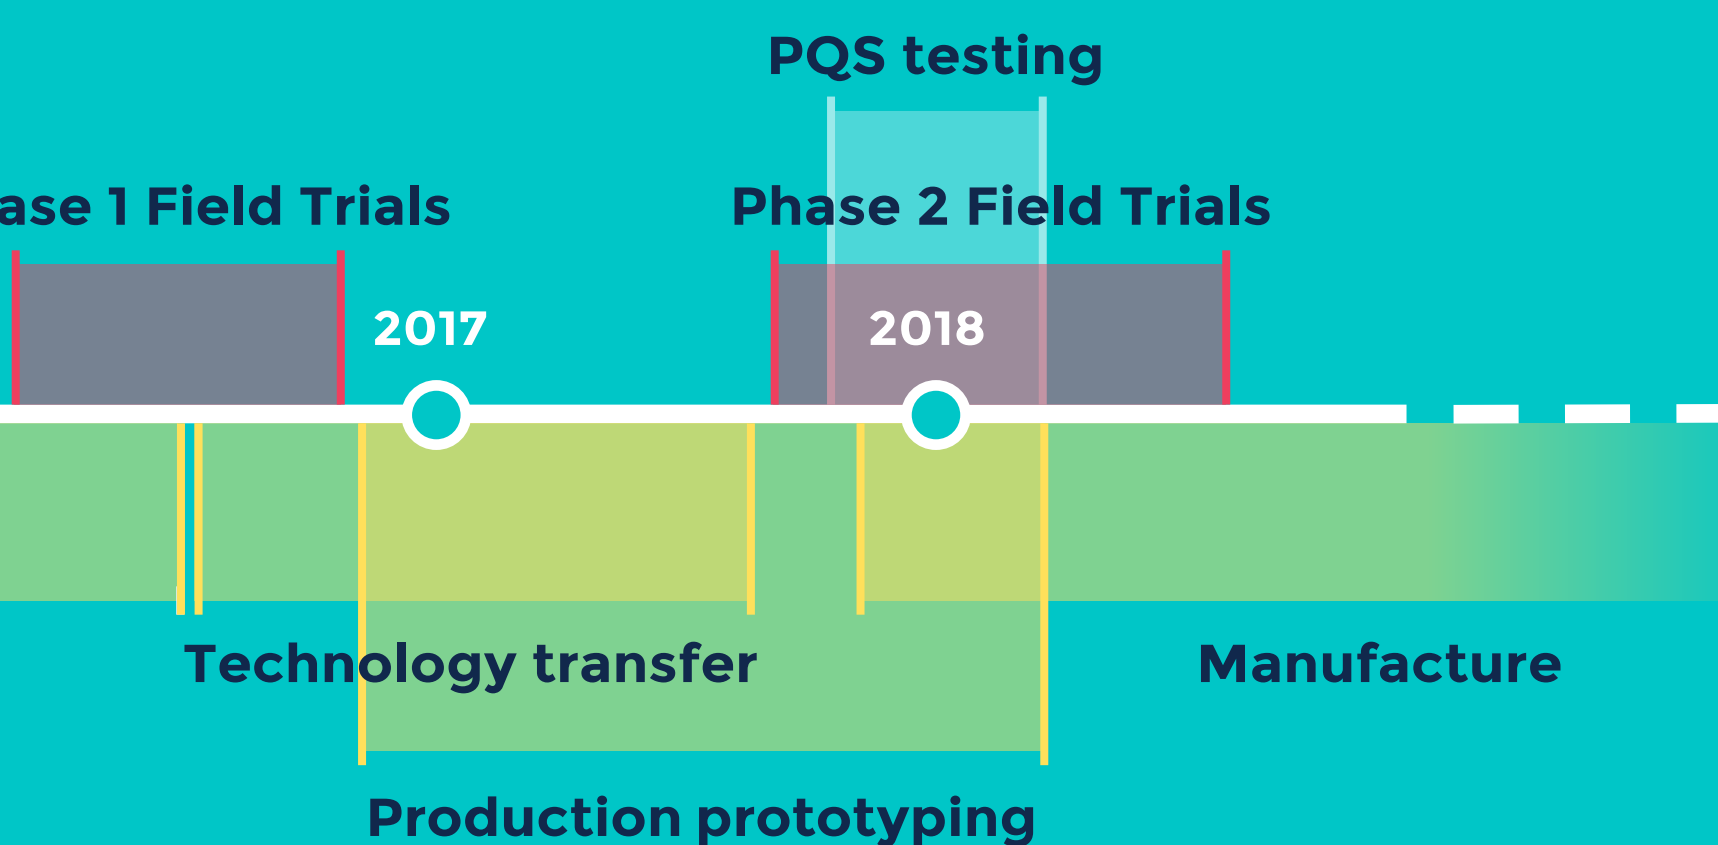 PQS testing
ase 1 Field Trials
Phase 2 Field Trials
2017
2018
Technology transfer
Manufacture
Production prototyping